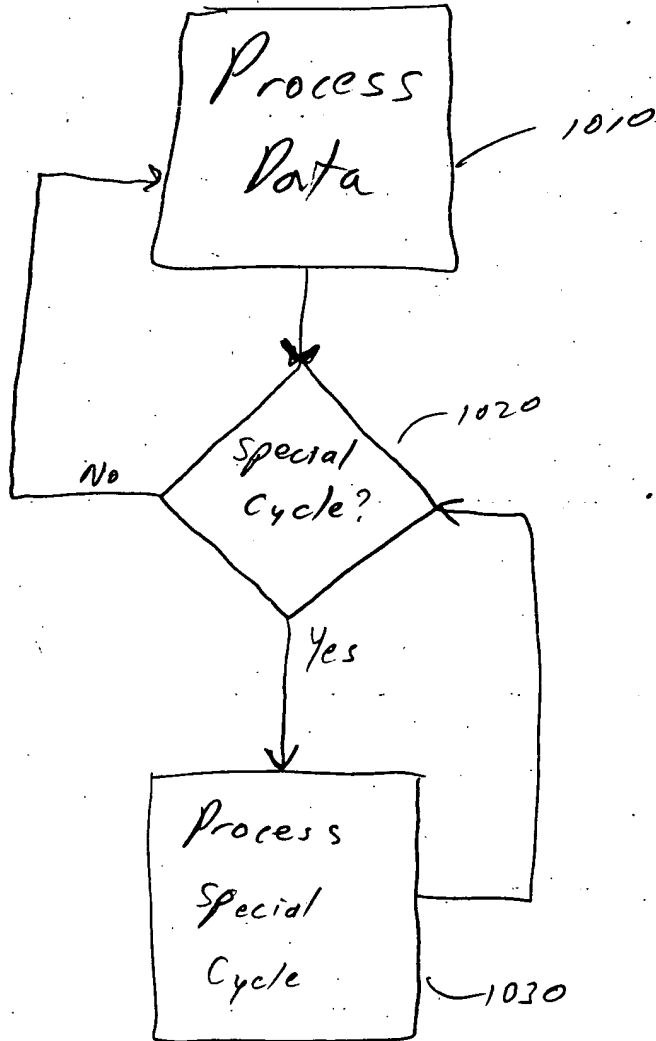 Process
Data
1010
Special
Cycle?
1020
No
Yes
Process
Special
Cycle
1030